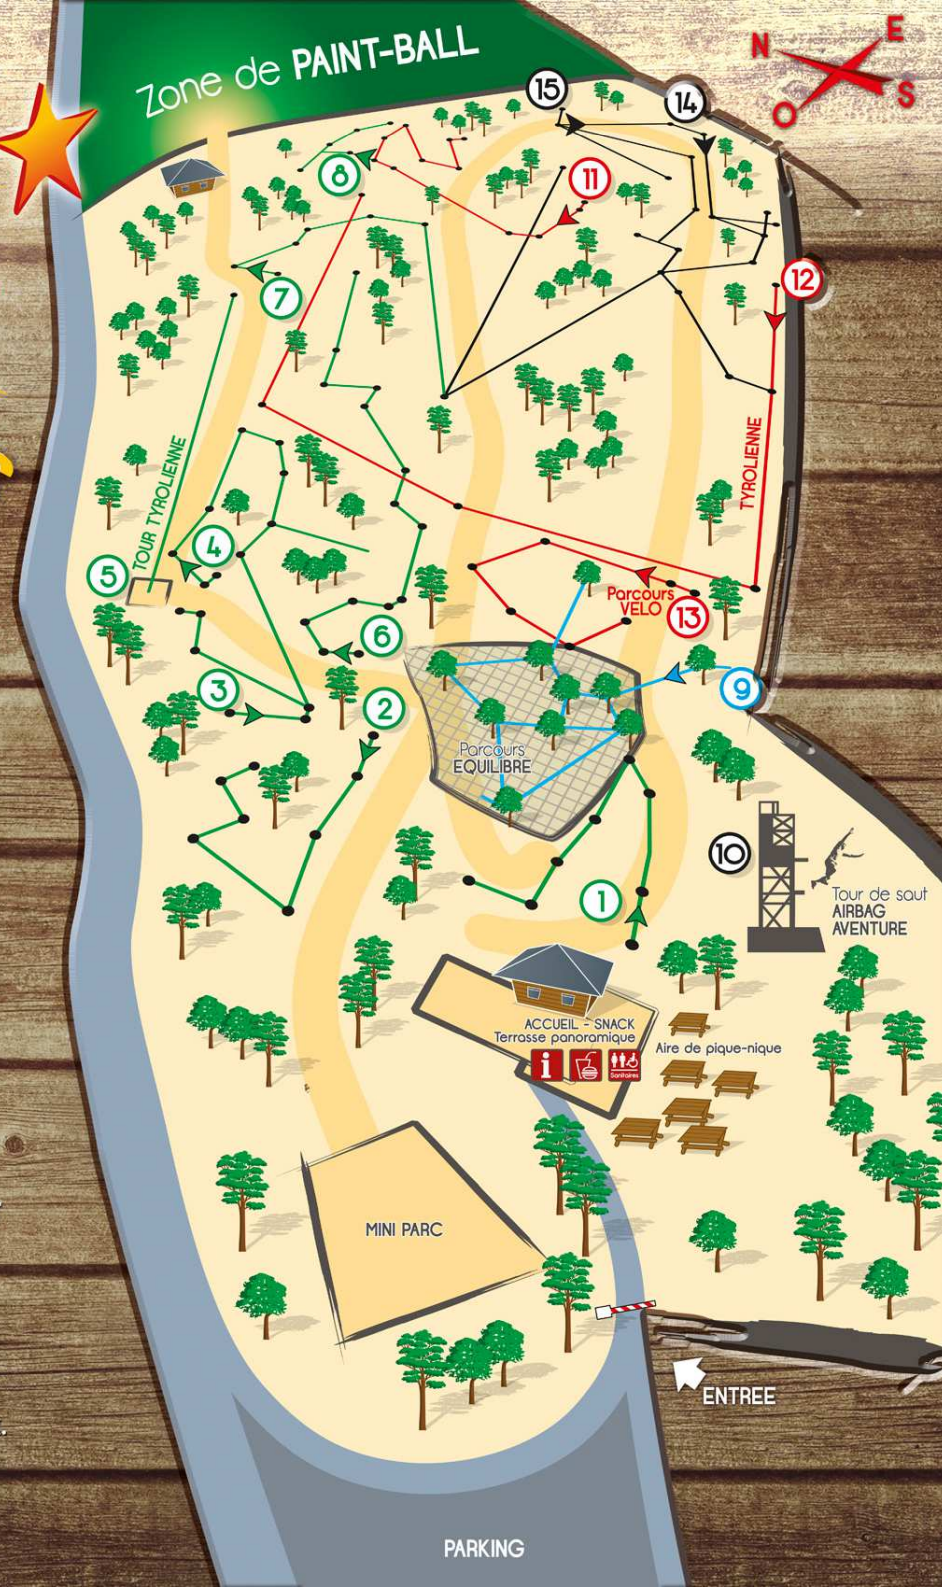 Zone de PAINT-BALL
N
E
S
O
15
14
8
11
7
12
TOUR TYROLIENNE
TYROLIENNE
4
5
Parcours
VELO
13
6
3
2
9
Parcours
EQUILIBRE
10
1
Tour de saut
AIRBAG
AVENTURE
ACCUEIL - SNACK
Terrasse panoramique
Aire de pique-nique
i
Sanitaires
MINI PARC
ENTREE
PARKING